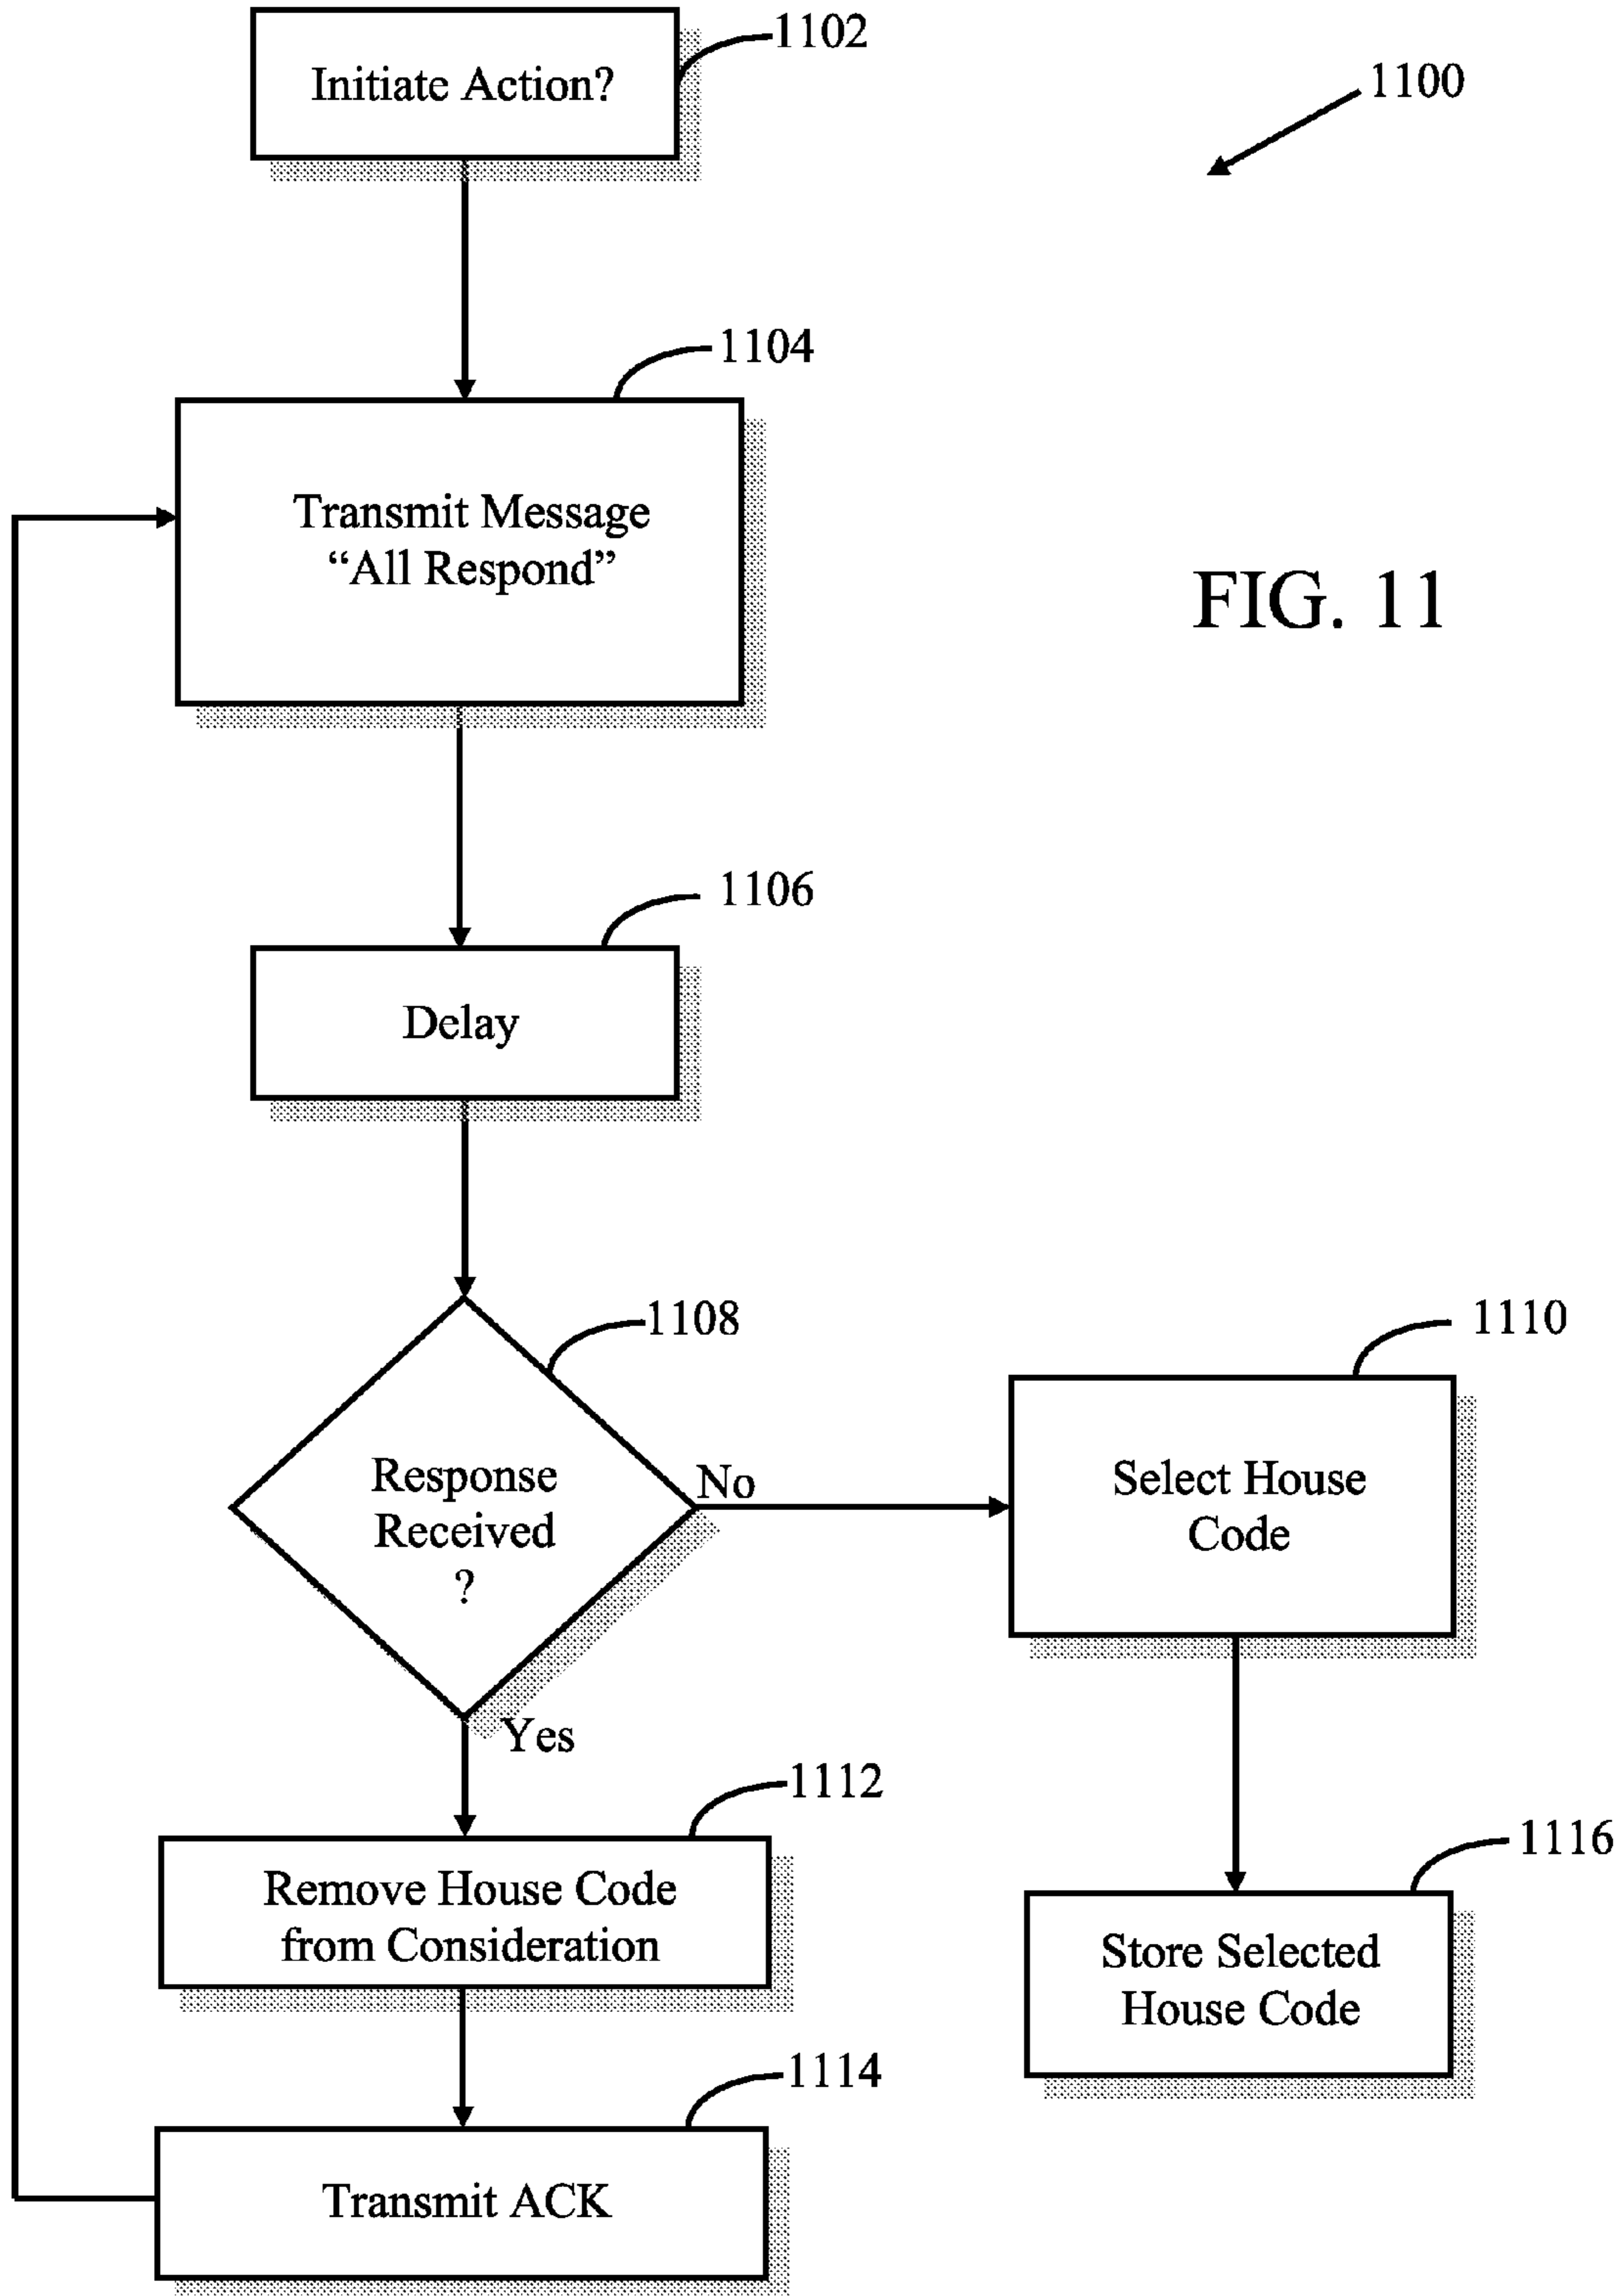 1102
Initiate Action?
1100
1104
Transmit Message
“All Respond”
FIG. 11
1106
Delay
1108
Response
Received
?
No
1110
Select House
Code
Yes
1112
Remove House Code
from Consideration
1116
Store Selected
House Code
1114
Transmit ACK